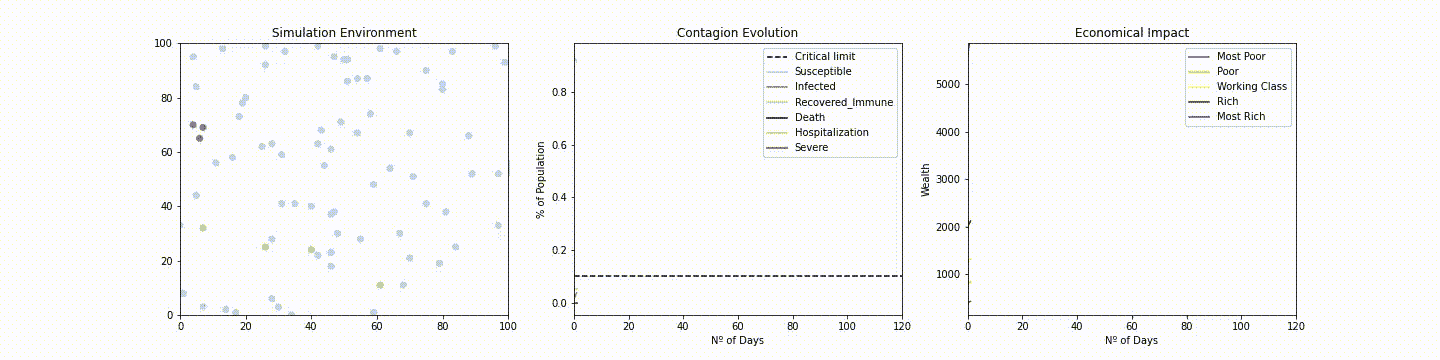 Simulation Environment
100
80
60
40
20
0
0 20 40 60 80 100
Contagion Evolution
Critical limit
Susceptible
Infected
Recovered_Immune
Death
Hospitalization
Severe
% of Population
0.8
0.6
0.4
0.2
0.0
0 20 40 60 80 100 120
Nº of Days
Economical Impact
Most Poor
Poor
Working Class
Rich
Most Rich
Wealth
5000
4000
3000
2000
1000
0 20 40 60 80 100 120
Nº of Days